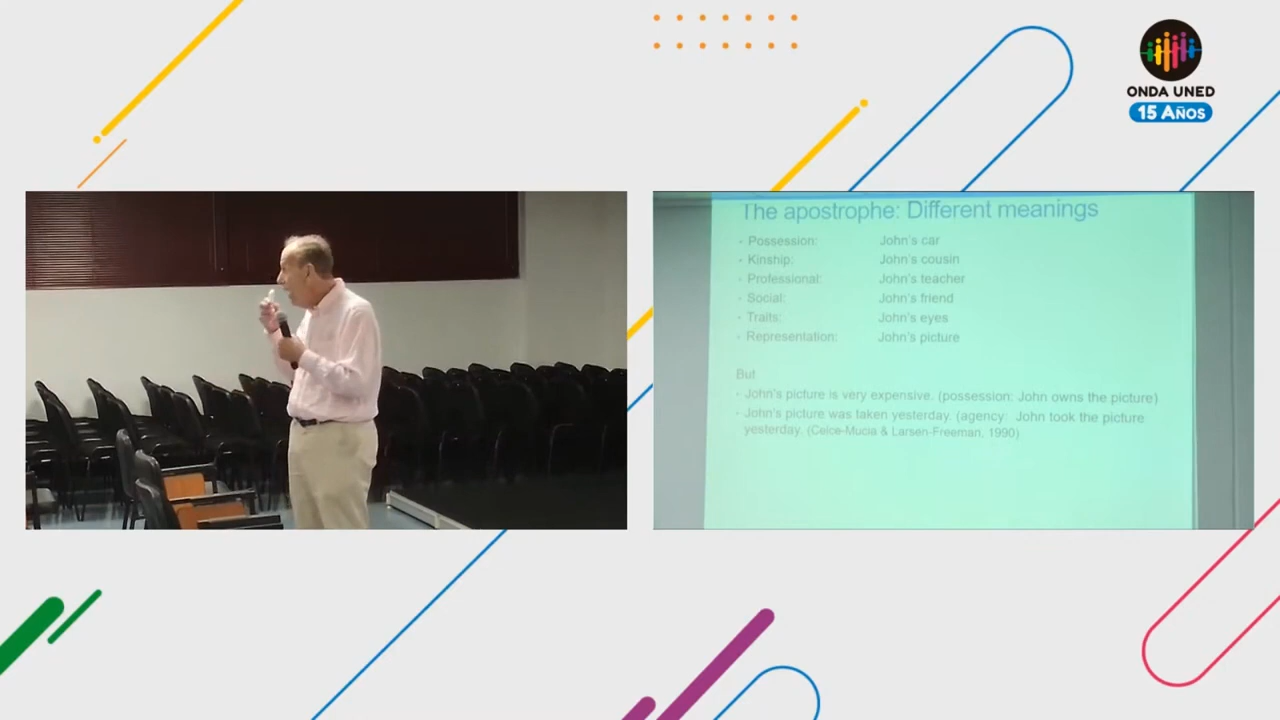 ONDA UNED
15 AÑOS
The apostrophe: Different meanings
- Possession: John's car
- Kinship: John's cousin
- Professional: John's teacher
- Social: John's friend
- Traits: John's eyes
- Representation: John's picture
But
- John's picture is very expensive. (possession: John owns the picture)
- John's picture was taken yesterday. (agency: John took the picture
yesterday. (Celce-Mucia & Larsen-Freeman, 1990)